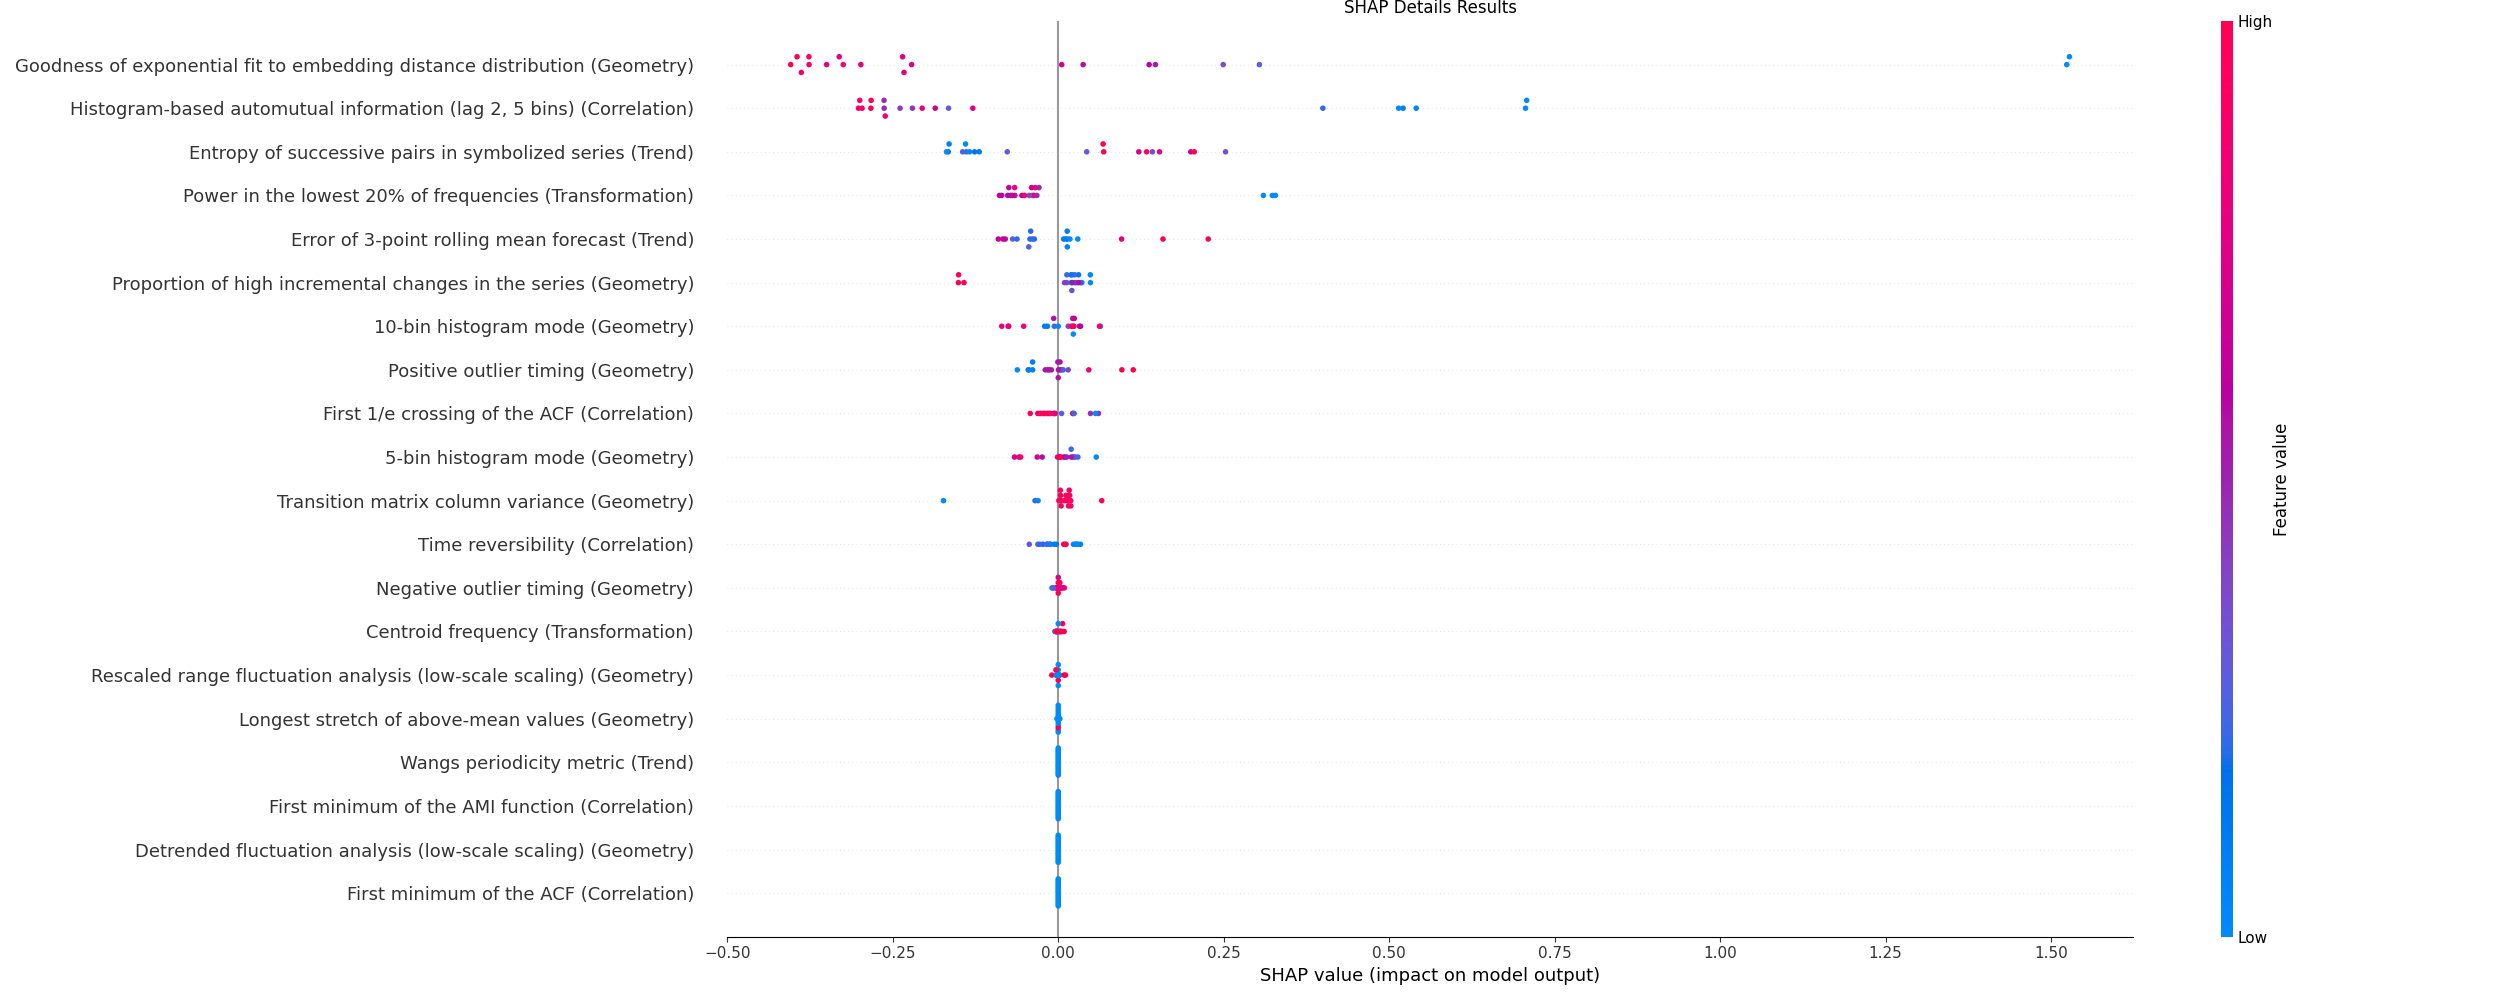 SHAP Details Results
High
Goodness of exponential fit to embedding distance distribution (Geometry)
Histogram-based automutual information (lag 2, 5 bins) (Correlation)
Entropy of successive pairs in symbolized series (Trend)
Power in the lowest 20% of frequencies (Transformation)
Error of 3-point rolling mean forecast (Trend)
Proportion of high incremental changes in the series (Geometry)
10-bin histogram mode (Geometry)
Positive outlier timing (Geometry)
First 1/e crossing of the ACF (Correlation)
5-bin histogram mode (Geometry)
Transition matrix column variance (Geometry)
Time reversibility (Correlation)
Negative outlier timing (Geometry)
Centroid frequency (Transformation)
Rescaled range fluctuation analysis (low-scale scaling) (Geometry)
Longest stretch of above-mean values (Geometry)
Wangs periodicity metric (Trend)
First minimum of the AMI function (Correlation)
Detrended fluctuation analysis (low-scale scaling) (Geometry)
First minimum of the ACF (Correlation)
Feature value
Low
−0.50 −0.25 0.00 0.25 0.50 0.75 1.00 1.25 1.50
SHAP value (impact on model output)